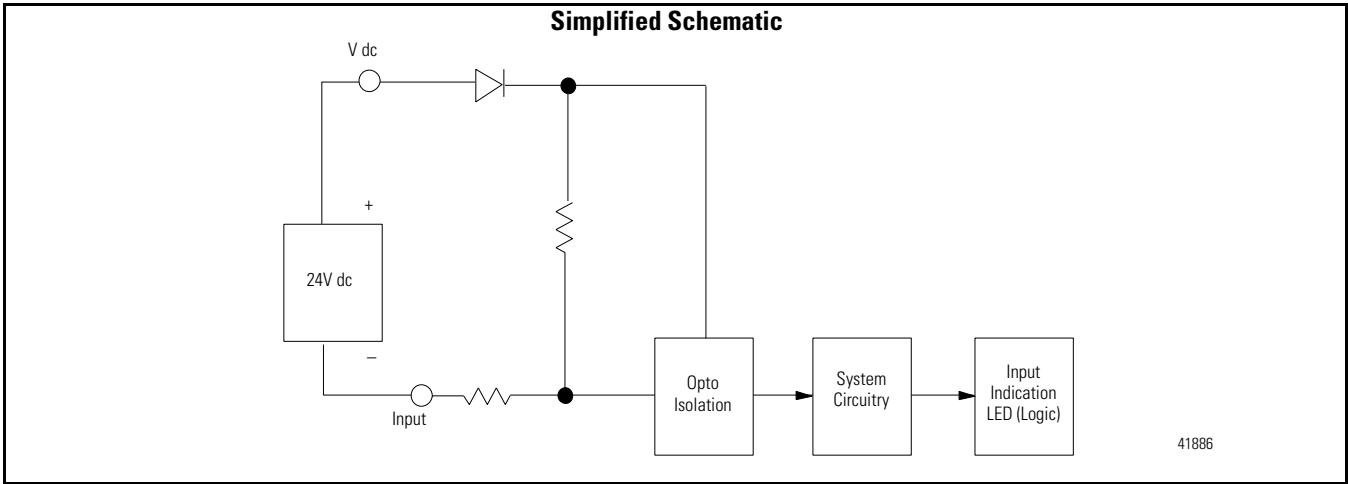 Simplified Schematic
V dc
+
24V dc
–
Input
Opto
Isolation
System
Circuitry
Input
Indication
LED (Logic)
41886